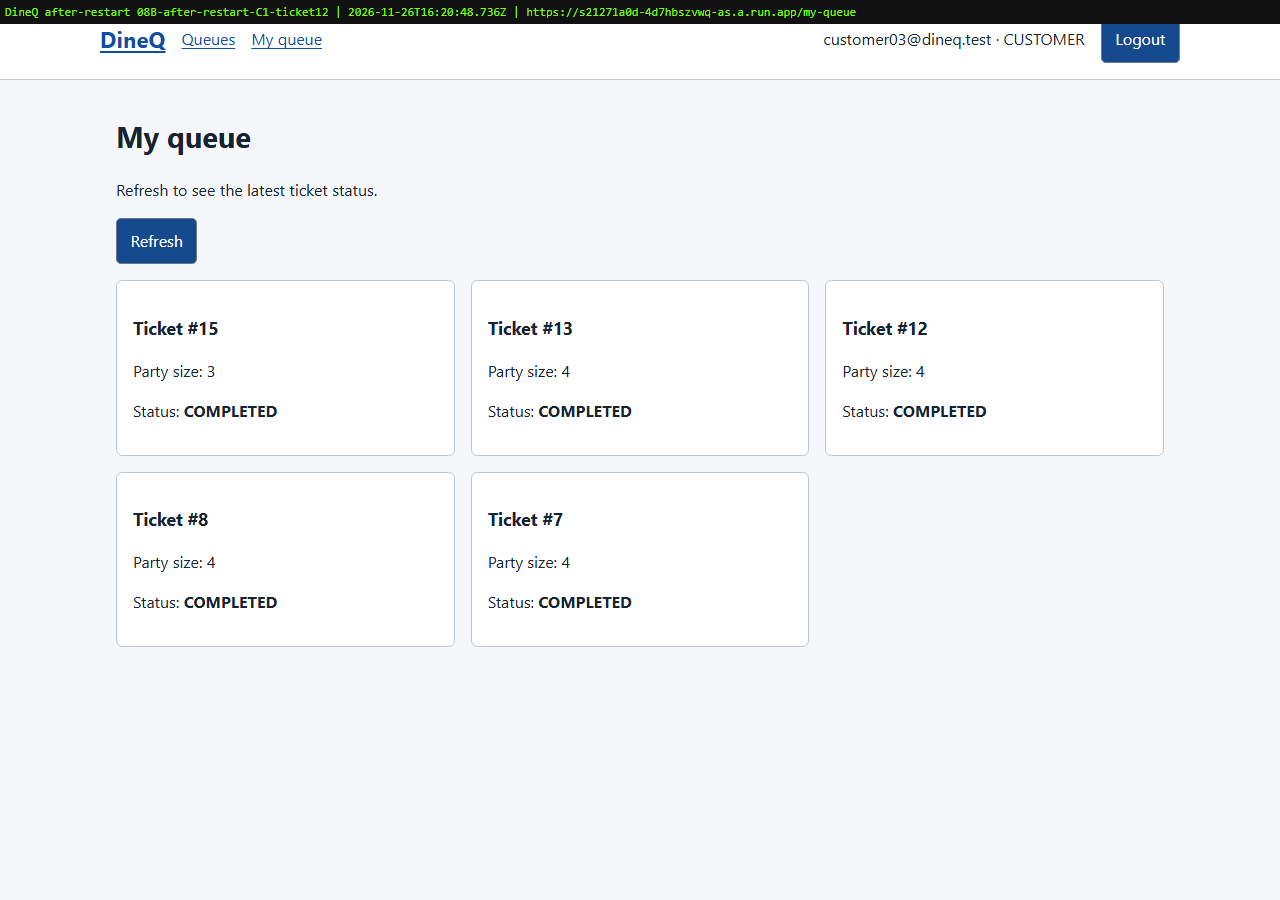 DineQ after-restart 08B-after-restart-C1-ticket12 | 2026-11-26T16:20:48.736Z | https://s21271a0d-4d7hbszvwq-as.a.run.app/my-queue
DineQ Queues My queue customer03@dineq.test · CUSTOMER Logout
My queue
Refresh to see the latest ticket status.
Refresh
Ticket #15
Party size: 3
Status: COMPLETED
Ticket #13
Party size: 4
Status: COMPLETED
Ticket #12
Party size: 4
Status: COMPLETED
Ticket #8
Party size: 4
Status: COMPLETED
Ticket #7
Party size: 4
Status: COMPLETED